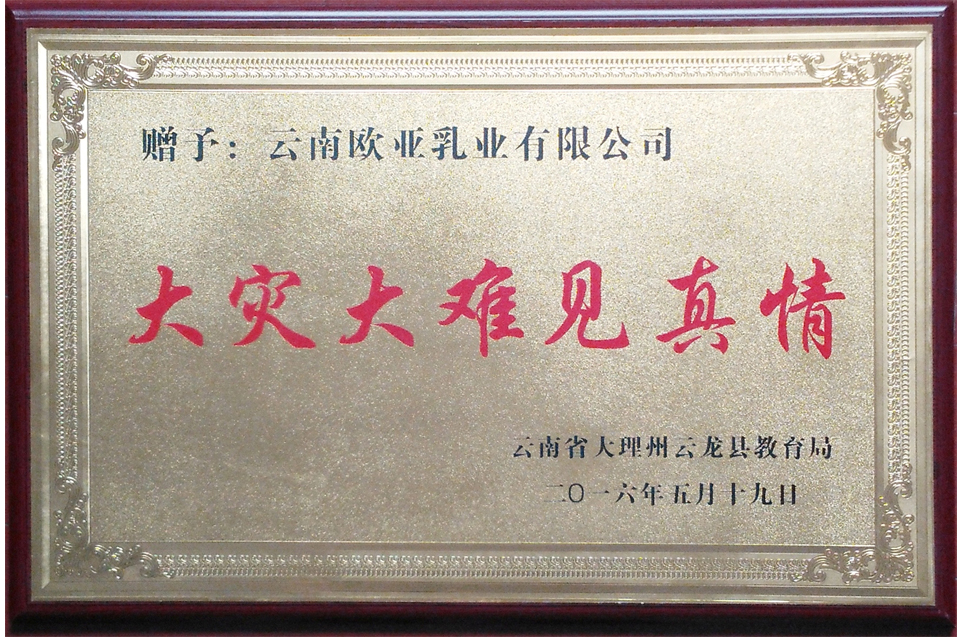 赠予：云南欧亚乳业有限公司
大灾大难见真情
云南省大理州云龙县教育局
二〇一六年五月十九日